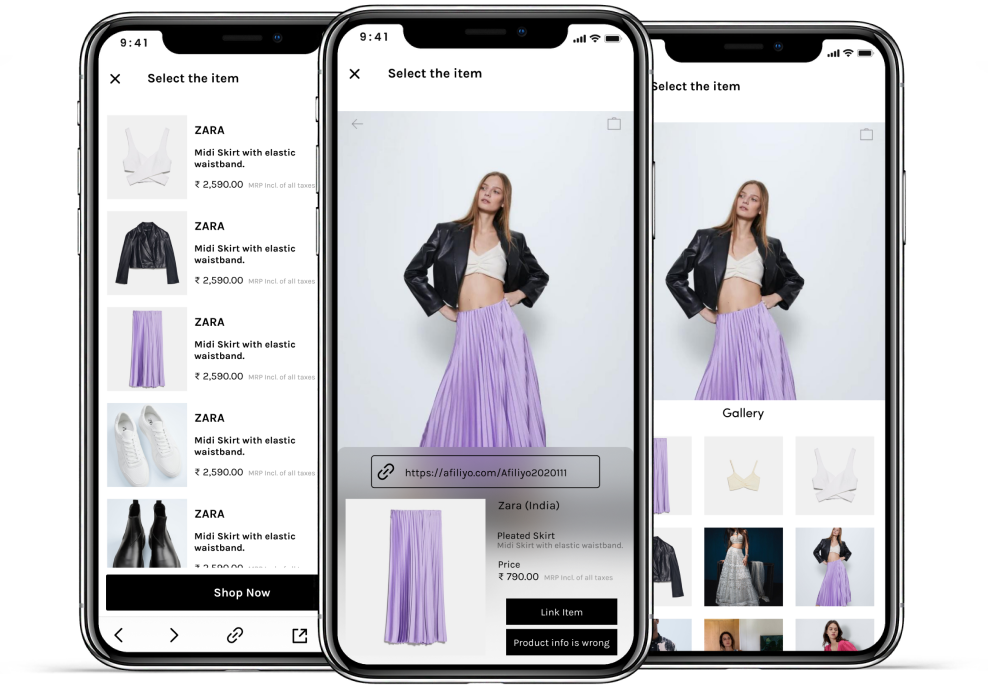 9:41
Select the item
ZARA
Midi Skirt with elastic
waistband.
₹ 2,590.00 MRP Incl. of all taxes
ZARA
Midi Skirt with elastic
waistband.
₹ 2,590.00 MRP Incl. of all taxes
ZARA
Midi Skirt with elastic
waistband.
₹ 2,590.00 MRP Incl. of all taxes
ZARA
Midi Skirt with elastic
waistband.
₹ 2,590.00 MRP Incl. of all taxes
ZARA
Midi Skirt with elastic
waistband.
Shop Now
9:41
Select the item
https://afiliyo.com/Afiliyo2020111
Zara (India)
Pleated Skirt
Midi Skirt with elastic waistband.
Price
₹ 790.00 MRP Incl. of all taxes
Link Item
Product info is wrong
Select the item
Gallery